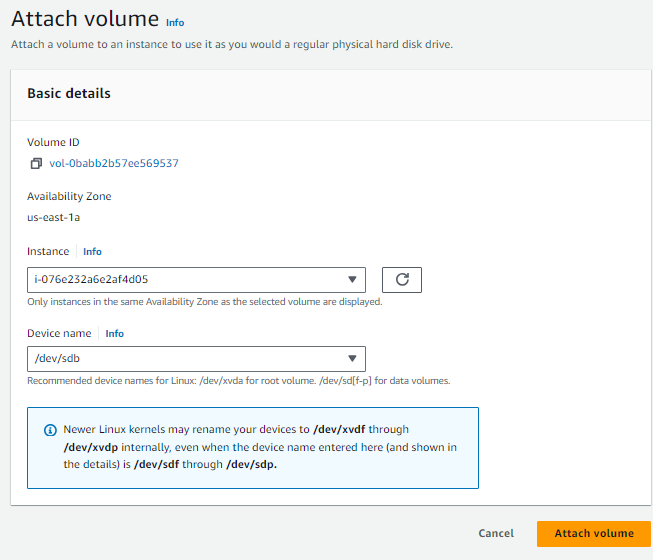 Attach volume Info
Attach a volume to an instance to use it as you would a regular physical hard disk drive.
Basic details
Volume ID
vol-0babb2b57ee569537
Availability Zone
us-east-1a
Instance Info
i-076e232a6e2af4d05
Only instances in the same Availability Zone as the selected volume are displayed.
Device name Info
/dev/sdb
Recommended device names for Linux: /dev/xvda for root volume. /dev/sd[f-p] for data volumes.
Newer Linux kernels may rename your devices to /dev/xvdf through
/dev/xvdp internally, even when the device name entered here (and shown in
the details) is /dev/sdf through /dev/sdp.
Cancel Attach volume